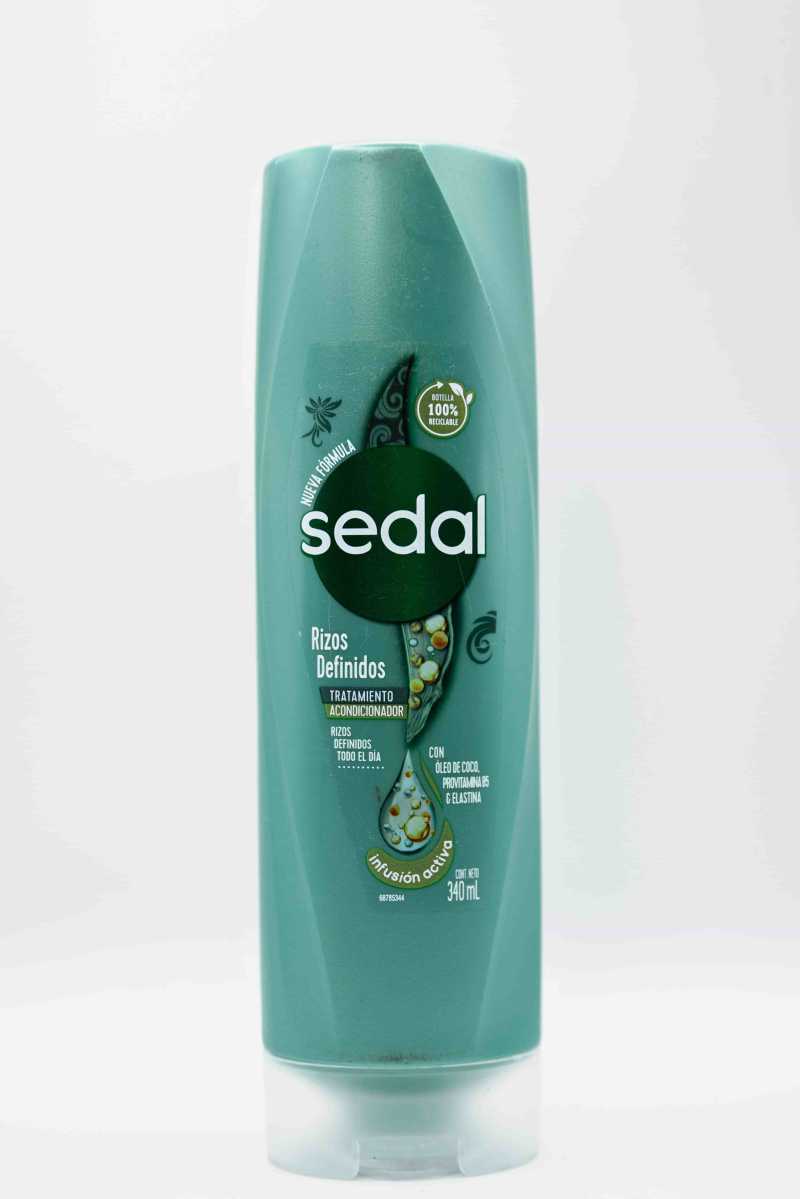 BOTELLA
100%
RECICLABLE
NUEVA FÓRMULA
sedal
Rizos
Definidos
TRATAMIENTO
ACONDICIONADOR
RIZOS
DEFINIDOS
TODO EL DÍA
CON
ÓLEO DE COCO,
PROVITAMINA B5
& ELASTINA
infusión activa
CONT. NETO
340 mL
68785344